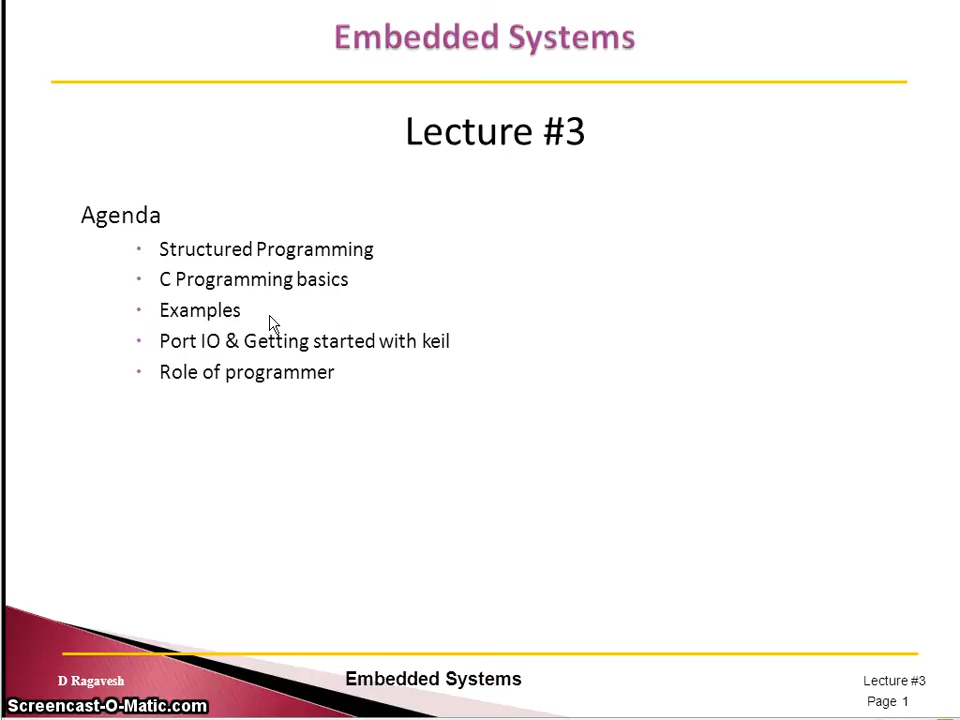 Embedded Systems
Lecture #3
Agenda
• Structured Programming
• C Programming basics
• Examples
• Port IO & Getting started with keil
• Role of programmer
D Ragavesh
Embedded Systems
Lecture #3
Page 1
Screencast-O-Matic.com